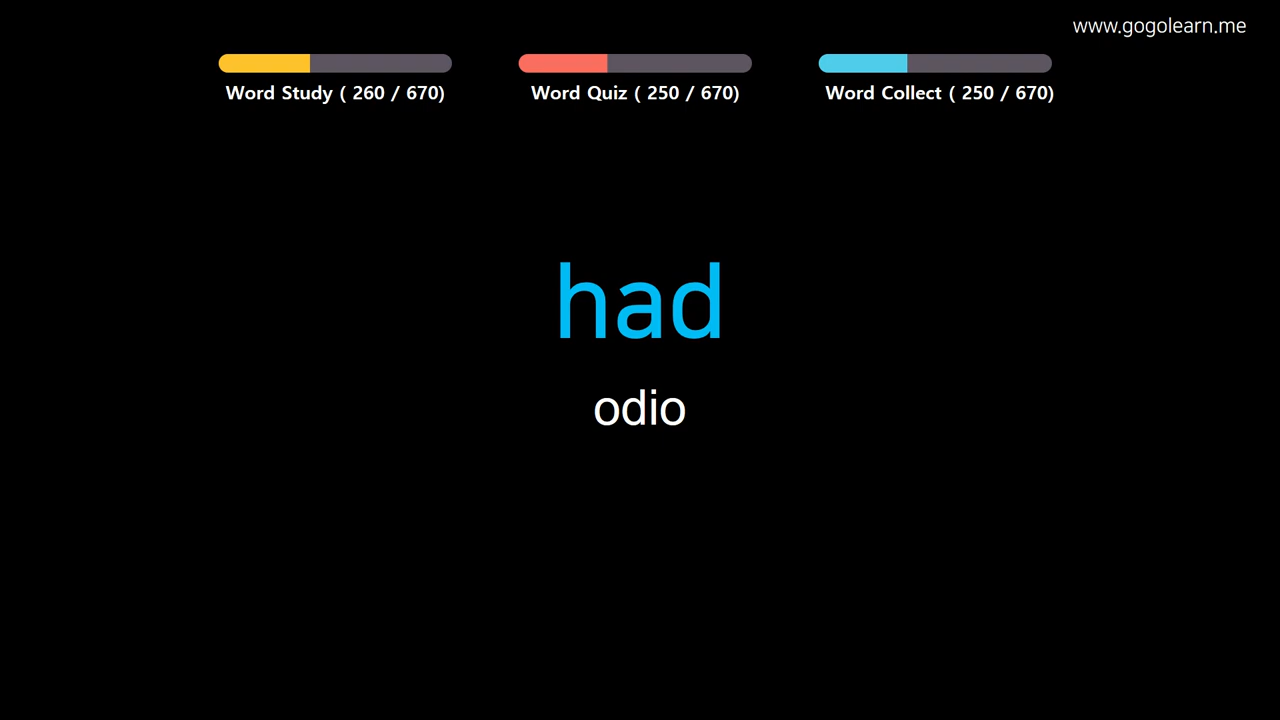 www.gogolearn.me
Word Study ( 260 / 670)
Word Quiz ( 250 / 670)
Word Collect ( 250 / 670)
had
odio